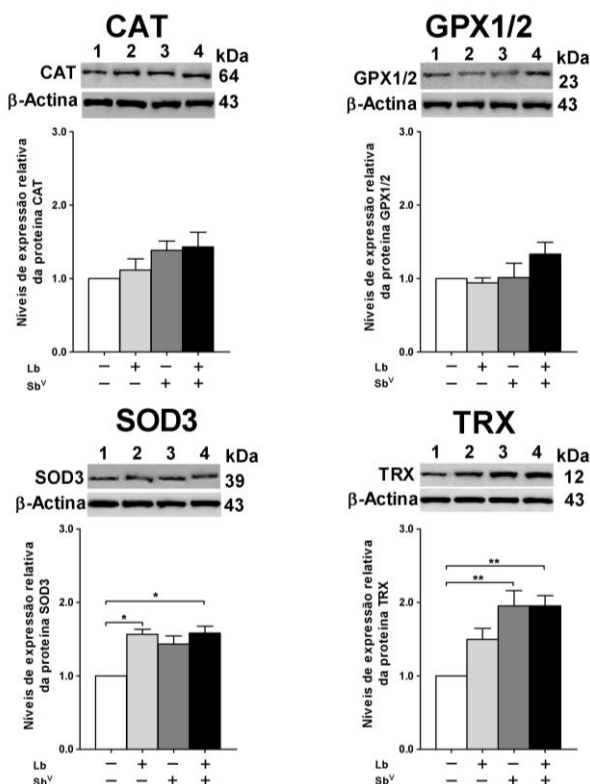 CAT
1 2 3 4 kDa
CAT 64
β-Actina 43
3.0
2.0
1.0
0.0
Níveis de expressão relativa
da proteína CAT
Lb − + − +
Sbⱽ − − + +
GPX1/2
1 2 3 4 kDa
GPX1/2 23
β-Actina 43
3.0
2.0
1.0
0.0
Níveis de expressão relativa
da proteína GPX1/2
Lb − + − +
Sbⱽ − − + +
SOD3
1 2 3 4 kDa
SOD3 39
β-Actina 43
3.0
2.0
1.0
0.0
Níveis de expressão relativa
da proteína SOD3
*
*
Lb − + − +
Sbⱽ − − + +
TRX
1 2 3 4 kDa
TRX 12
β-Actina 43
3.0
2.0
1.0
0.0
Níveis de expressão relativa
da proteína TRX
**
**
Lb − + − +
Sbⱽ − − + +